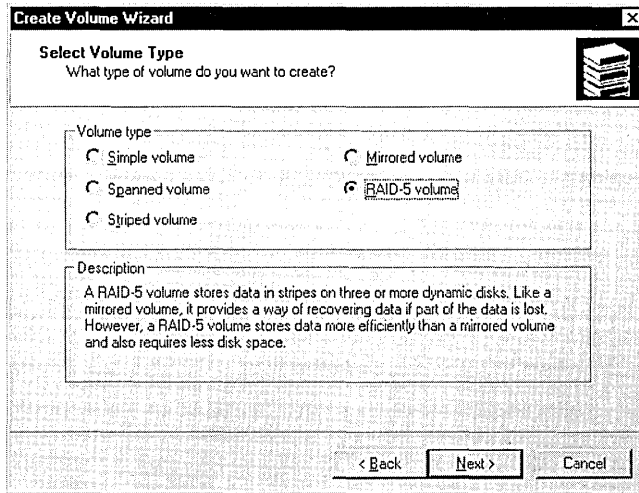 Create Volume Wizard
Select Volume Type
What type of volume do you want to create?
Volume type
Simple volume
Mirrored volume
Spanned volume
RAID-5 volume
Striped volume
Description
A RAID-5 volume stores data in stripes on three or more dynamic disks. Like a
mirrored volume, it provides a way of recovering data if part of the data is lost.
However, a RAID-5 volume stores data more efficiently than a mirrored volume
and also requires less disk space.
< Back
Next >
Cancel